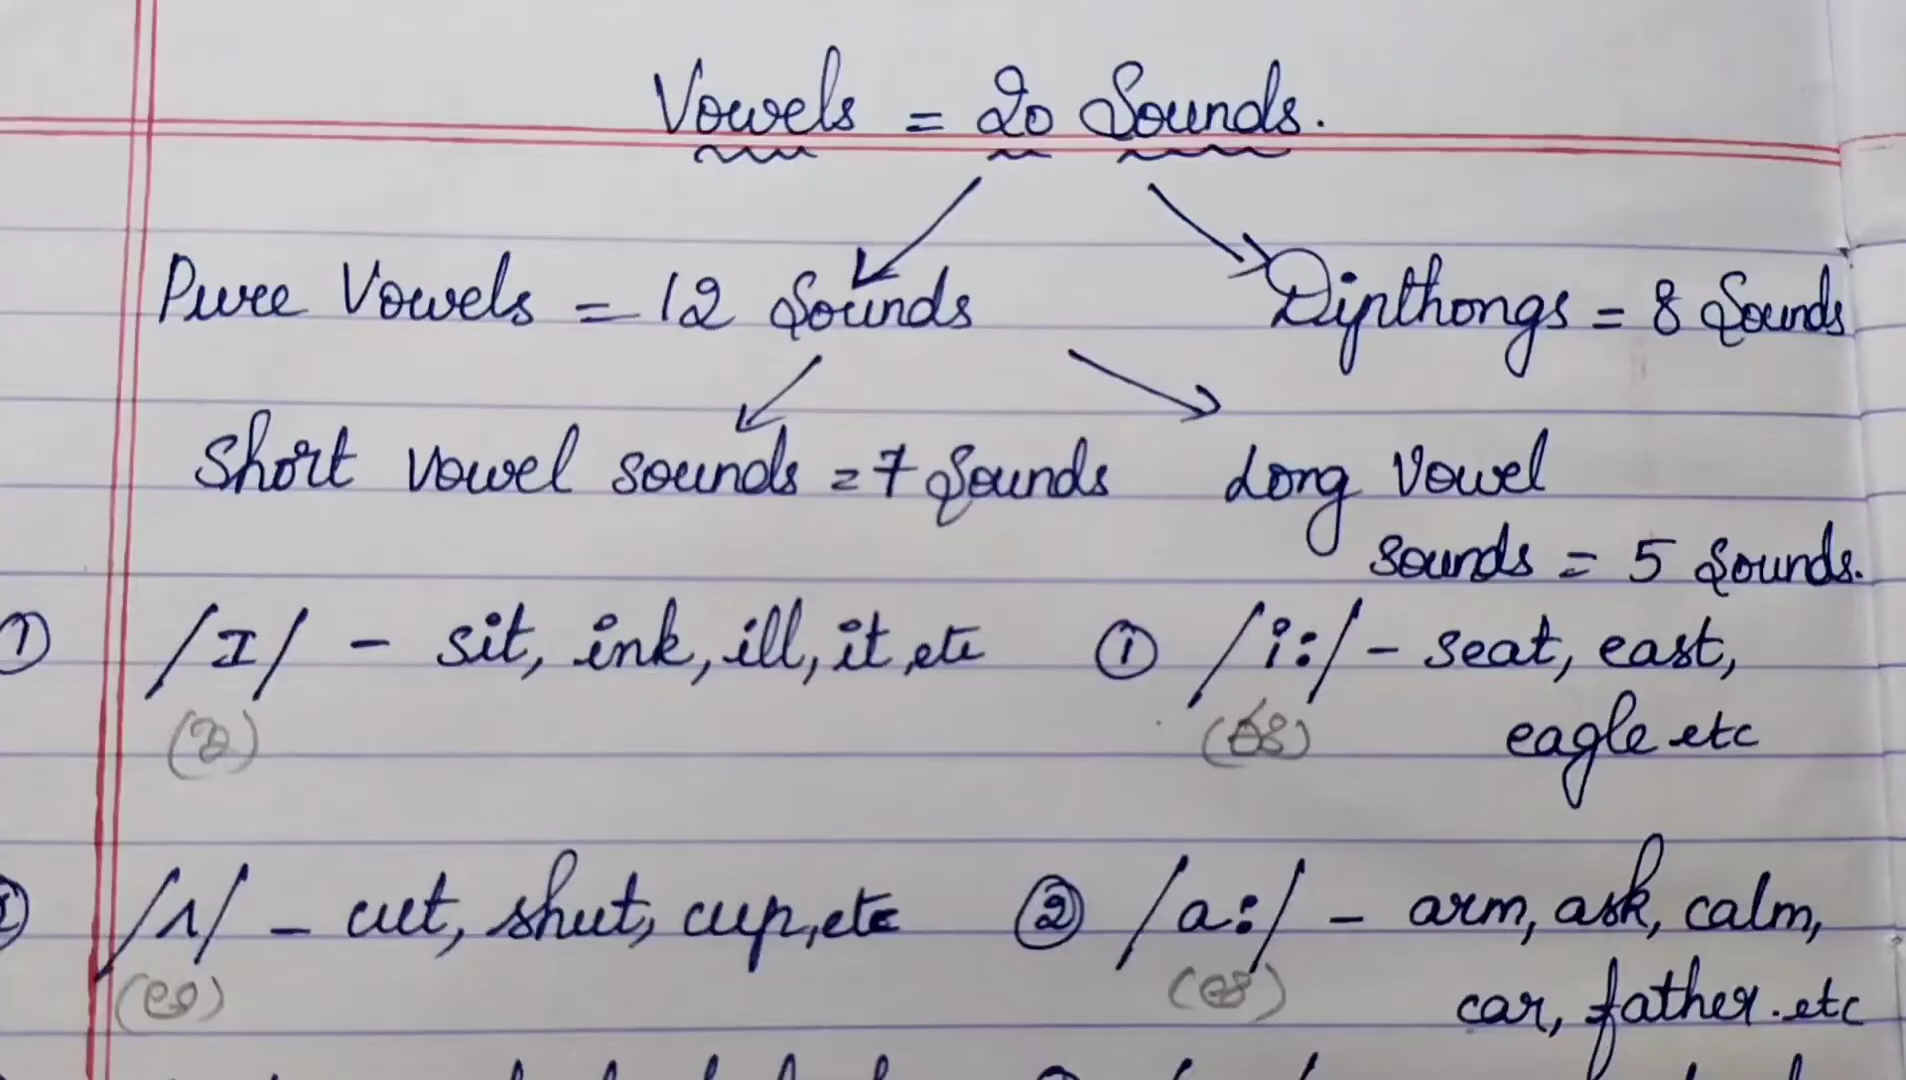 Vowels = 20 Sounds.
Pure Vowels = 12 Sounds
Dipthongs = 8 Sounds
Short vowel sounds = 7 Sounds
Long Vowel
sounds = 5 Sounds.
① /I/ - sit, ink, ill, it, etc
① /i:/ - seat, east,
eagle etc
② /ʌ/ - cut, shut, cup, etc
② /a:/ - arm, ask, calm,
car, father. etc